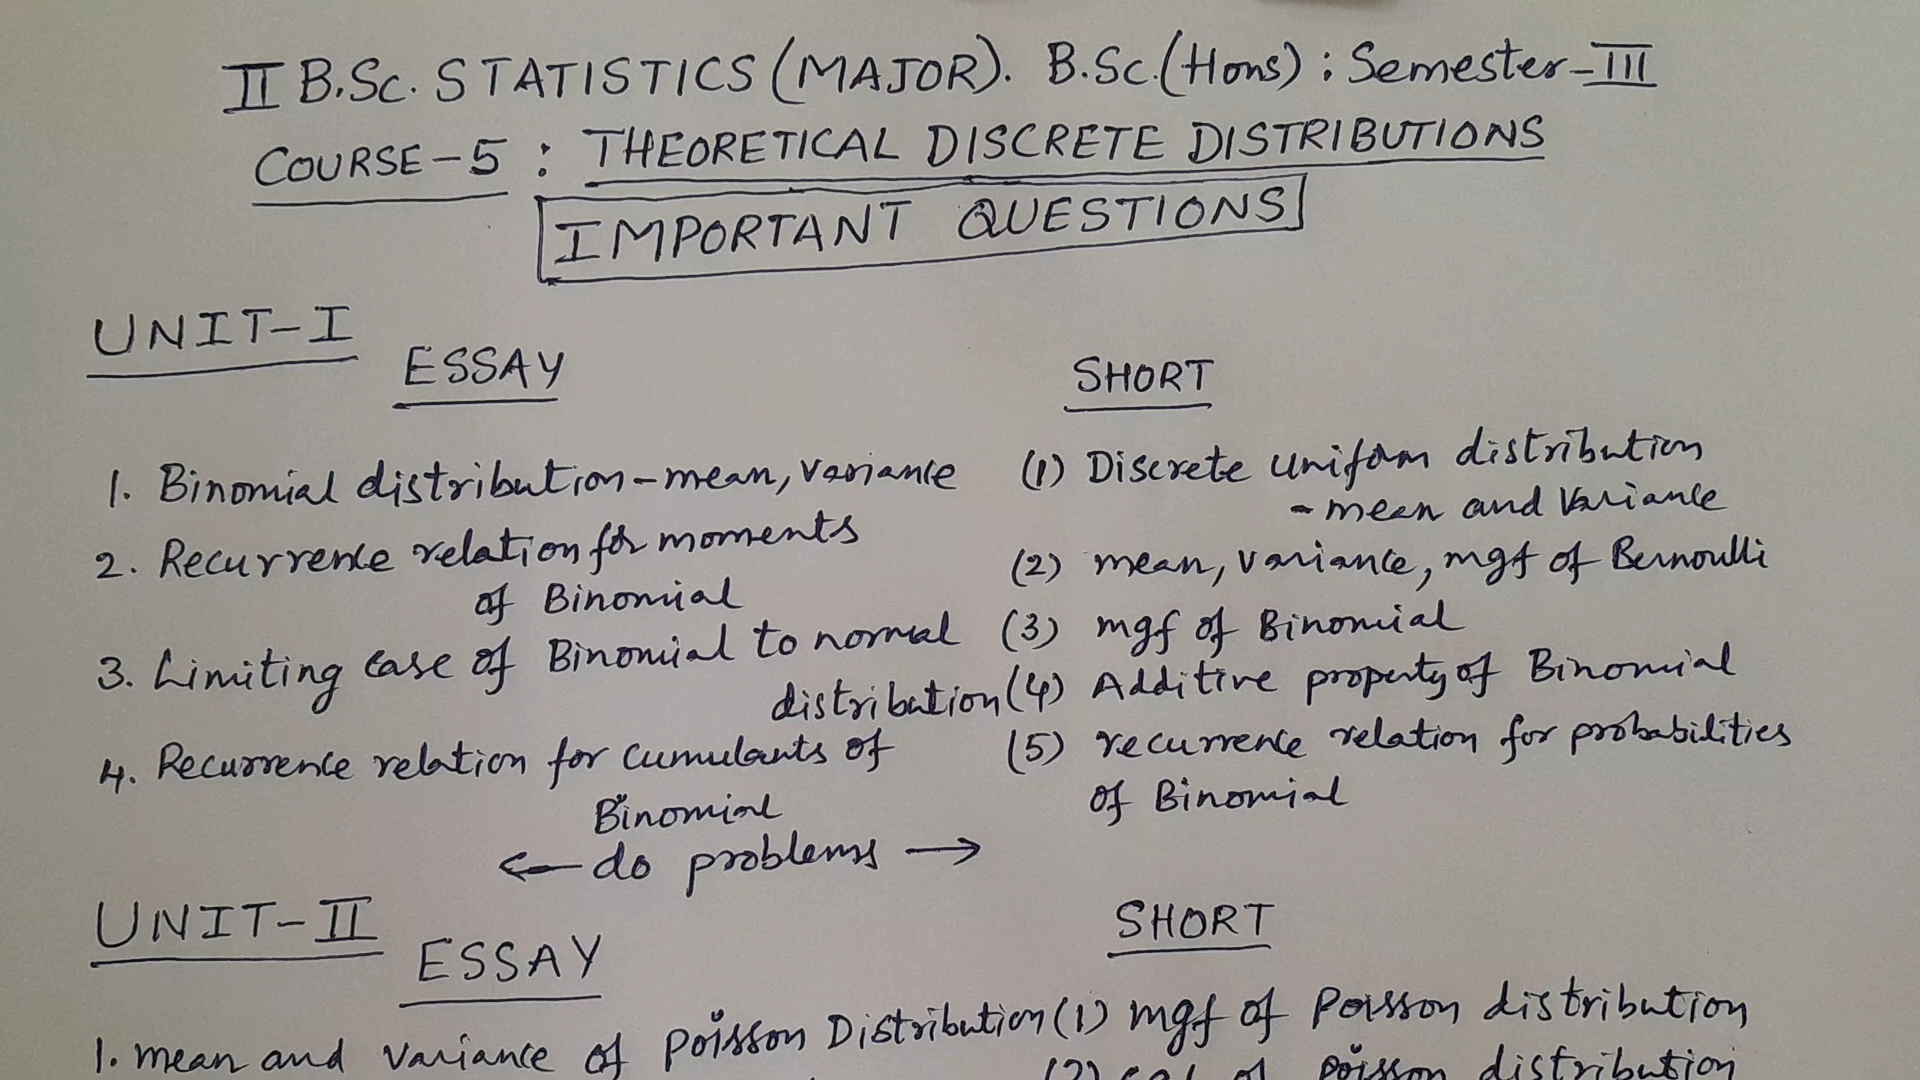 II B.Sc. STATISTICS (MAJOR). B.Sc.(Hons) : Semester-III
COURSE-5 : THEORETICAL DISCRETE DISTRIBUTIONS
IMPORTANT QUESTIONS
UNIT-I
ESSAY
1. Binomial distribution - mean, variance
2. Recurrence relation for moments
of Binomial
3. Limiting case of Binomial to normal
distribution
4. Recurrence relation for cumulants of
Binomial
SHORT
(1) Discrete uniform distribution
- mean and variance
(2) mean, variance, mgf of Bernoulli
(3) mgf of Binomial
(4) Additive property of Binomial
(5) recurrence relation for probabilities
of Binomial
← do problems →
UNIT-II
ESSAY
1. mean and variance of Poisson Distribution
SHORT
(1) mgf of Poisson distribution
(2) of Poisson distribution